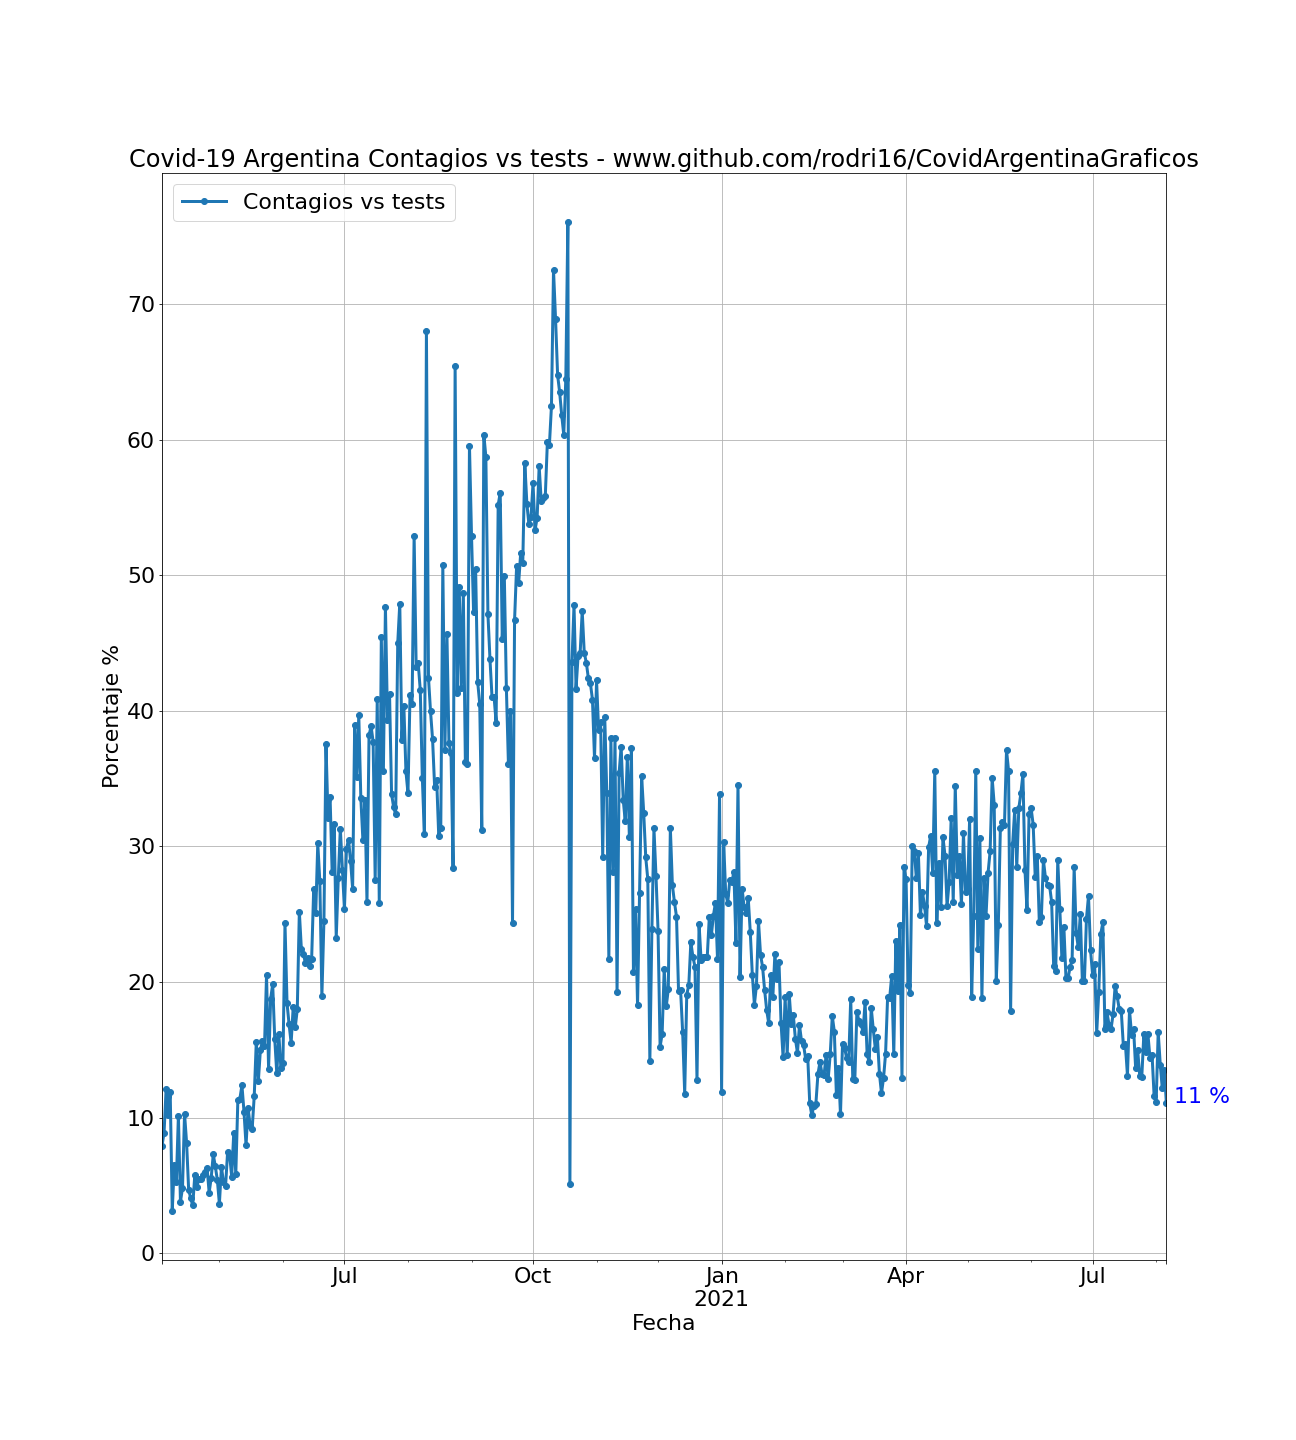 Covid-19 Argentina Contagios vs tests - www.github.com/rodri16/CovidArgentinaGraficos
Contagios vs tests
70
60
50
40
30
20
10
0
Porcentaje %
11 %
Jul
Oct
Jan
2021
Apr
Jul
Fecha